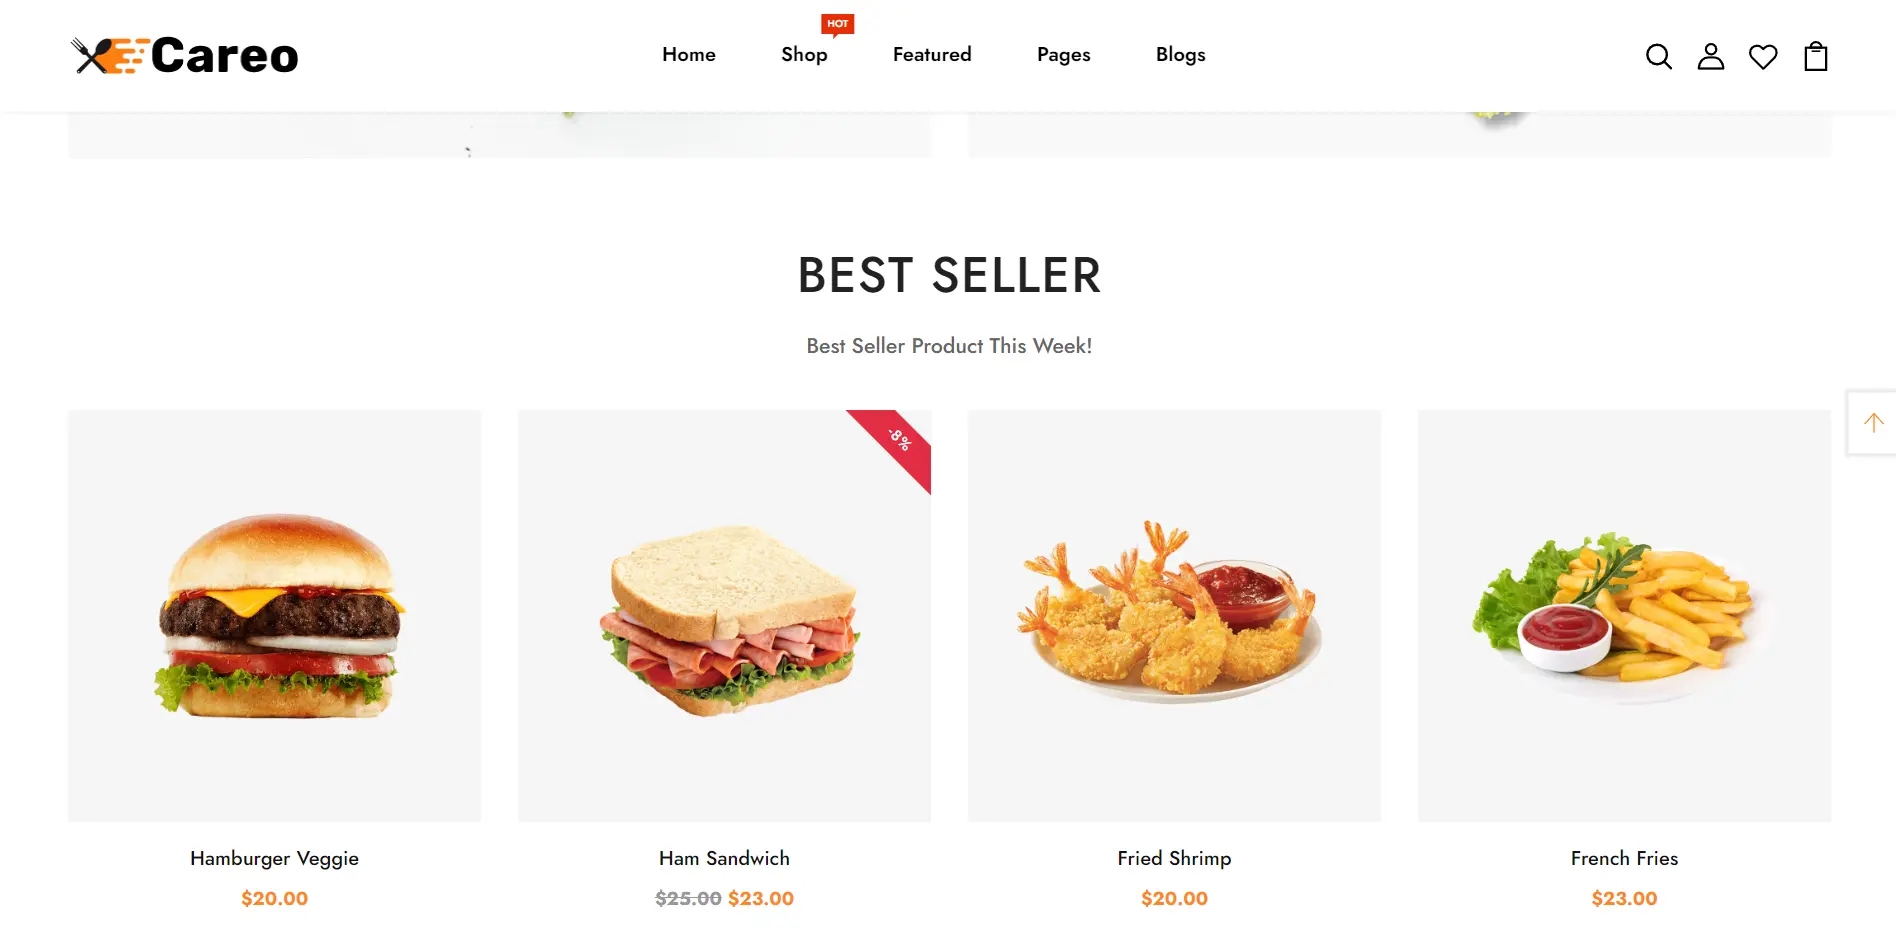 Careo
Home
HOT
Shop
Featured
Pages
Blogs
BEST SELLER
Best Seller Product This Week!
-8%
Hamburger Veggie
$20.00
Ham Sandwich
$25.00 $23.00
Fried Shrimp
$20.00
French Fries
$23.00